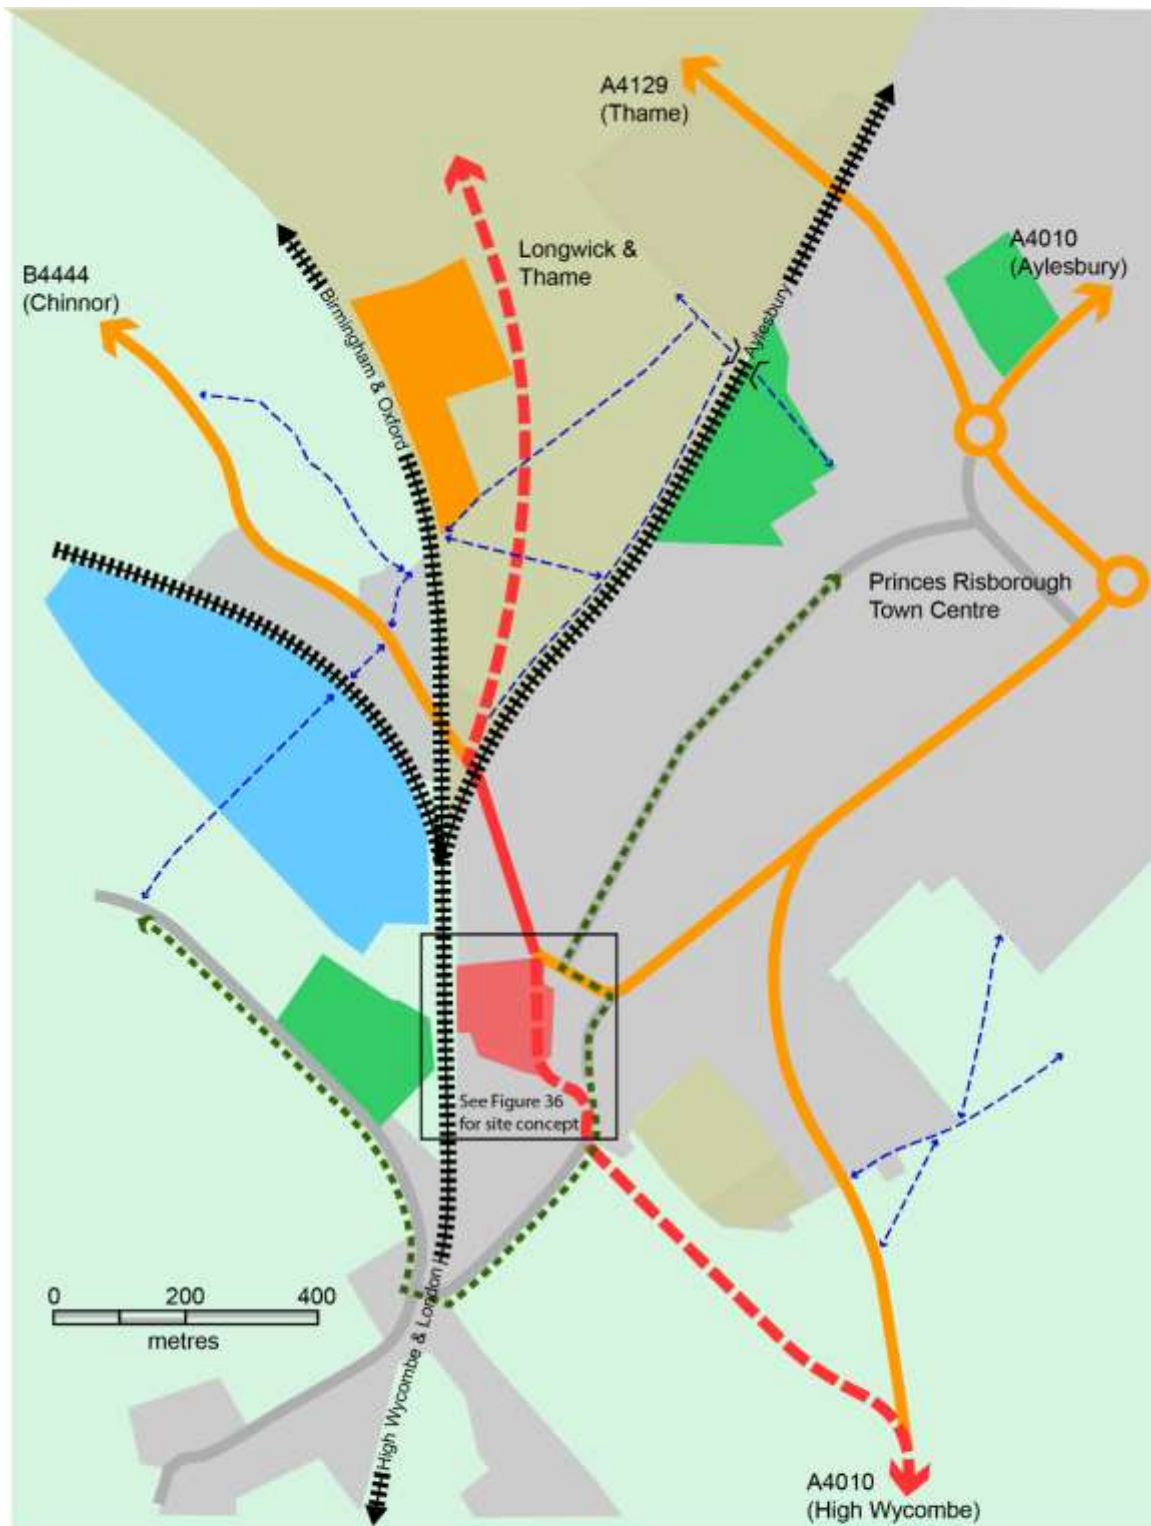 A4129
(Thame)
A4010
(Aylesbury)
Longwick &
Thame
B4444
(Chinnor)
Birmingham & Oxford
Aylesbury
Princes Risborough
Town Centre
See Figure 36
for site concept
0 200 400
metres
High Wycombe & London
A4010
(High Wycombe)